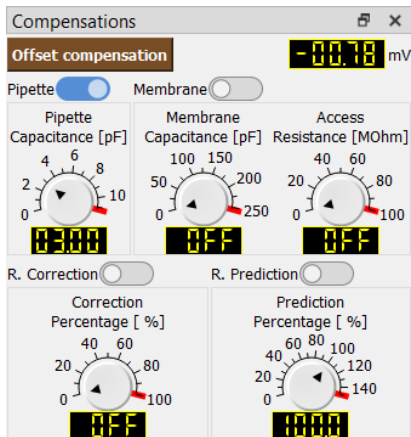 Compensations
Offset compensation -00.78 mV
Pipette Membrane
Pipette Capacitance [pF]
0 2 4 6 8 10
03.00
Membrane Capacitance [pF]
0 50 100 150 200 250
OFF
Access Resistance [MOhm]
0 20 40 60 80 100
OFF
R. Correction R. Prediction
Correction Percentage [ %]
0 20 40 60 80 100
OFF
Prediction Percentage [ %]
0 20 40 60 80 100 120 140
100.0